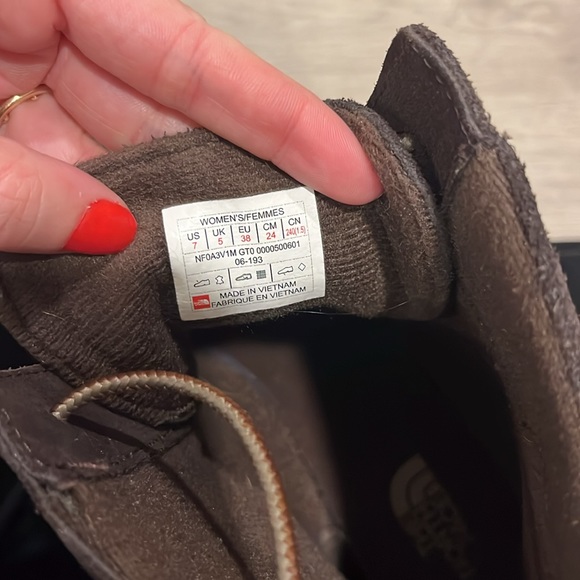 WOMEN'S/FEMMES
US UK EU CM CN
7 5 38 24 240(1.5)
NF0A3V1M GT0 0000500601
06-193
MADE IN VIETNAM
FABRIQUE EN VIETNAM